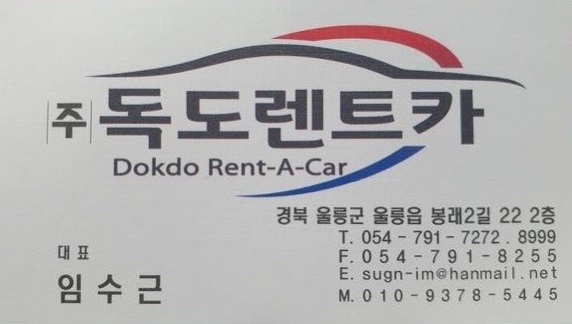 |주| 독도렌트카
Dokdo Rent-A-Car
경북 울릉군 울릉읍 봉래2길 22 2층
T. 054-791-7272. 8999
F. 054-791-8255
E. sugn-im@hanmail.net
M. 010-9378-5445
대표
임수근